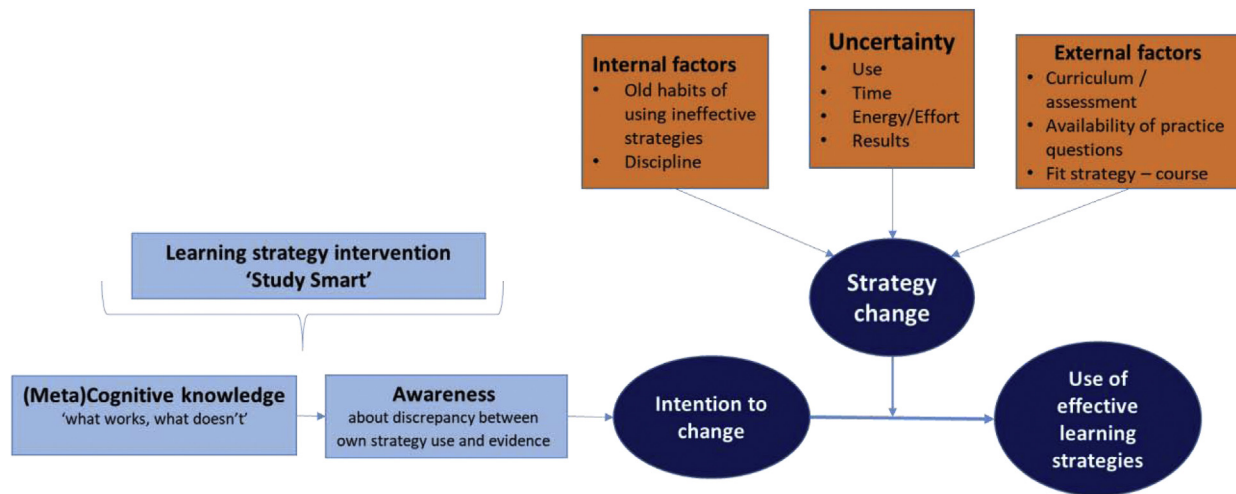 Internal factors
• Old habits of
using ineffective
strategies
• Discipline
Uncertainty
• Use
• Time
• Energy/Effort
• Results
External factors
• Curriculum /
assessment
• Availability of practice
questions
• Fit strategy – course
Learning strategy intervention
‘Study Smart’
Strategy
change
(Meta)Cognitive knowledge
‘what works, what doesn’t’
Awareness
about discrepancy between
own strategy use and evidence
Intention to
change
Use of
effective
learning
strategies